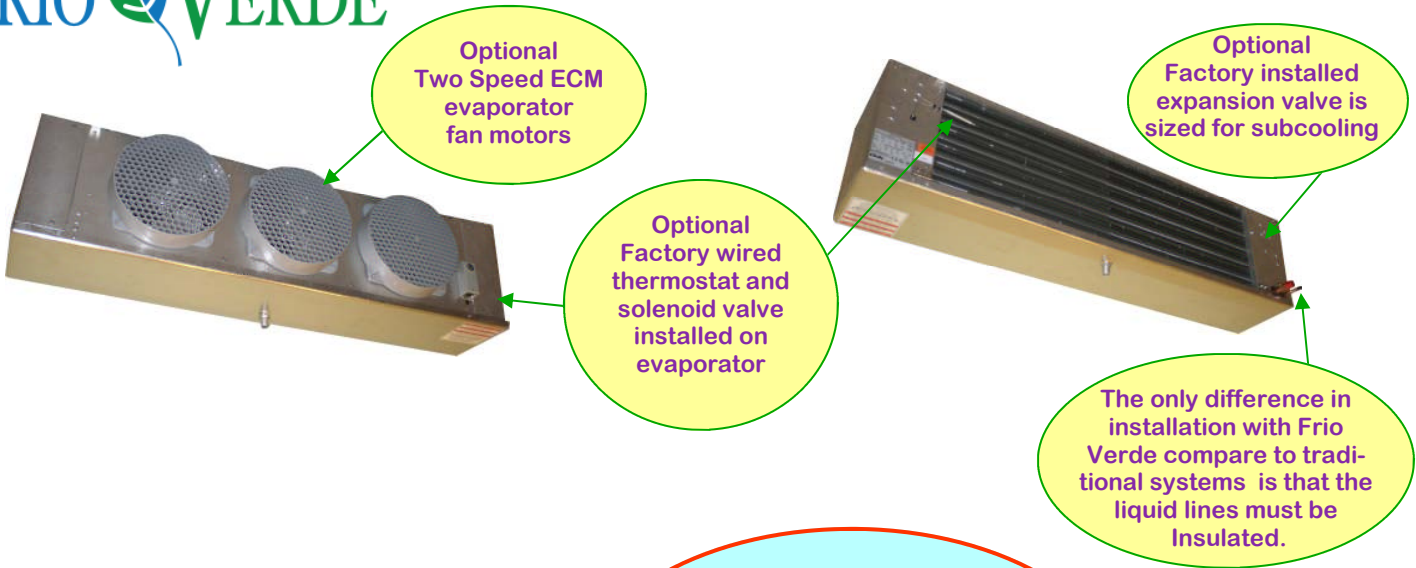 RIO VERDE
Optional
Two Speed ECM
evaporator
fan motors
Optional
Factory installed
expansion valve is
sized for subcooling
Optional
Factory wired
thermostat and
solenoid valve
installed on
evaporator
The only difference in
installation with Frio
Verde compare to tradi-
tional systems is that the
liquid lines must be
Insulated.